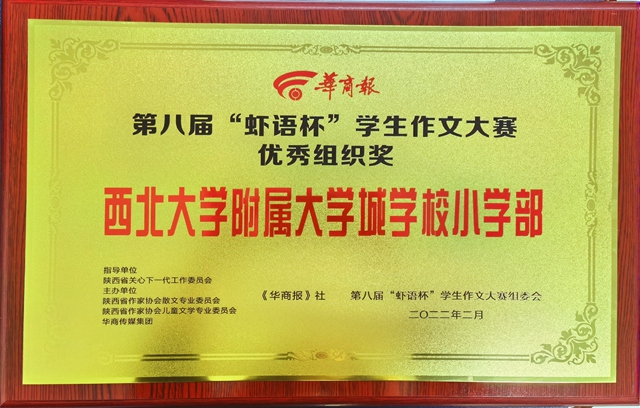 華商報
第八届“虾语杯”学生作文大赛
优秀组织奖
西北大学附属大学城学校小学部
指导单位
陕西省关心下一代工作委员会
主办单位
陕西省作家协会散文专业委员会
陕西省作家协会儿童文学专业委员会
华商传媒集团
《华商报》社 第八届“虾语杯”学生作文大赛组委会
二〇二二年二月